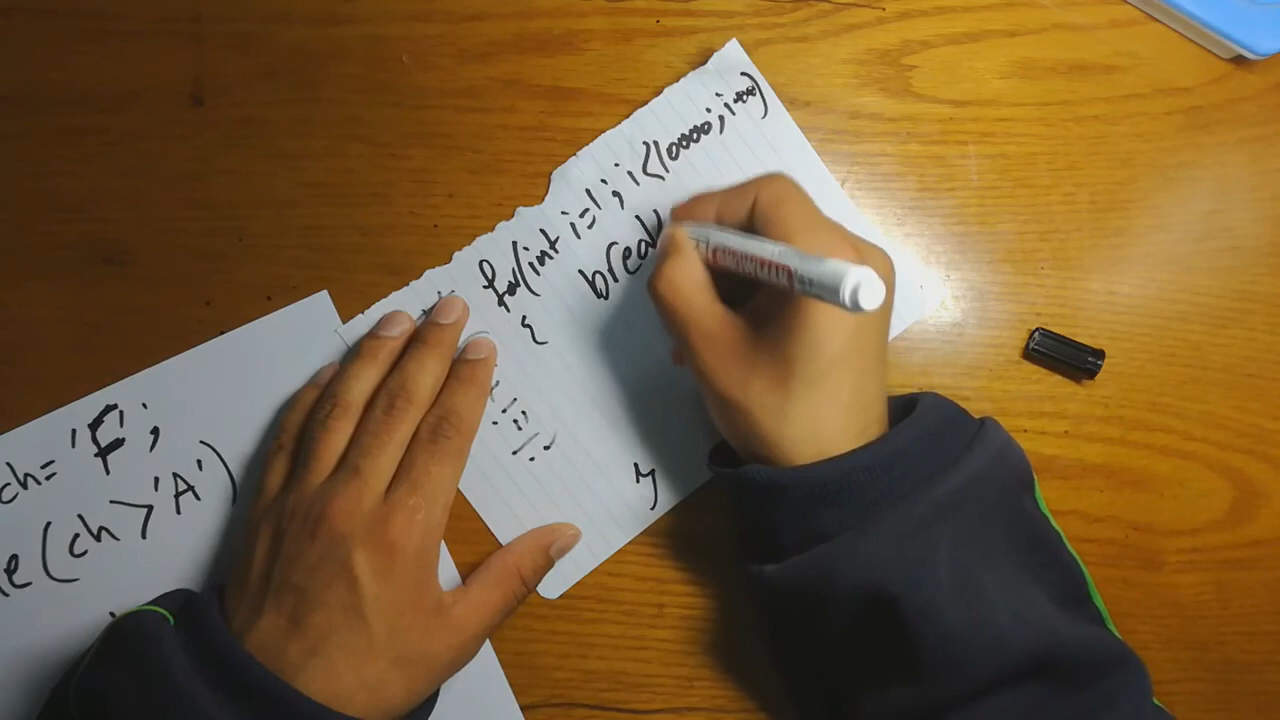 ch='F';
(ch>'A')
for(int i=1; i<10000; i++)
break
{
}